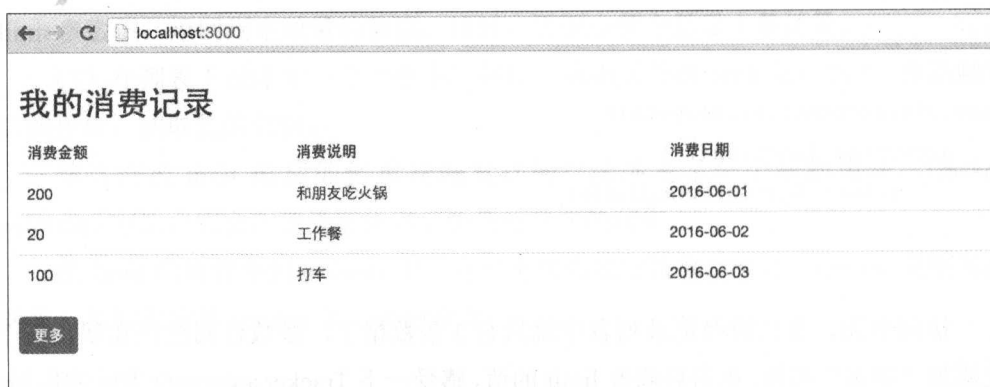 localhost:3000
我的消费记录
消费金额 消费说明 消费日期
200 和朋友吃火锅 2016-06-01
20 工作餐 2016-06-02
100 打车 2016-06-03
更多